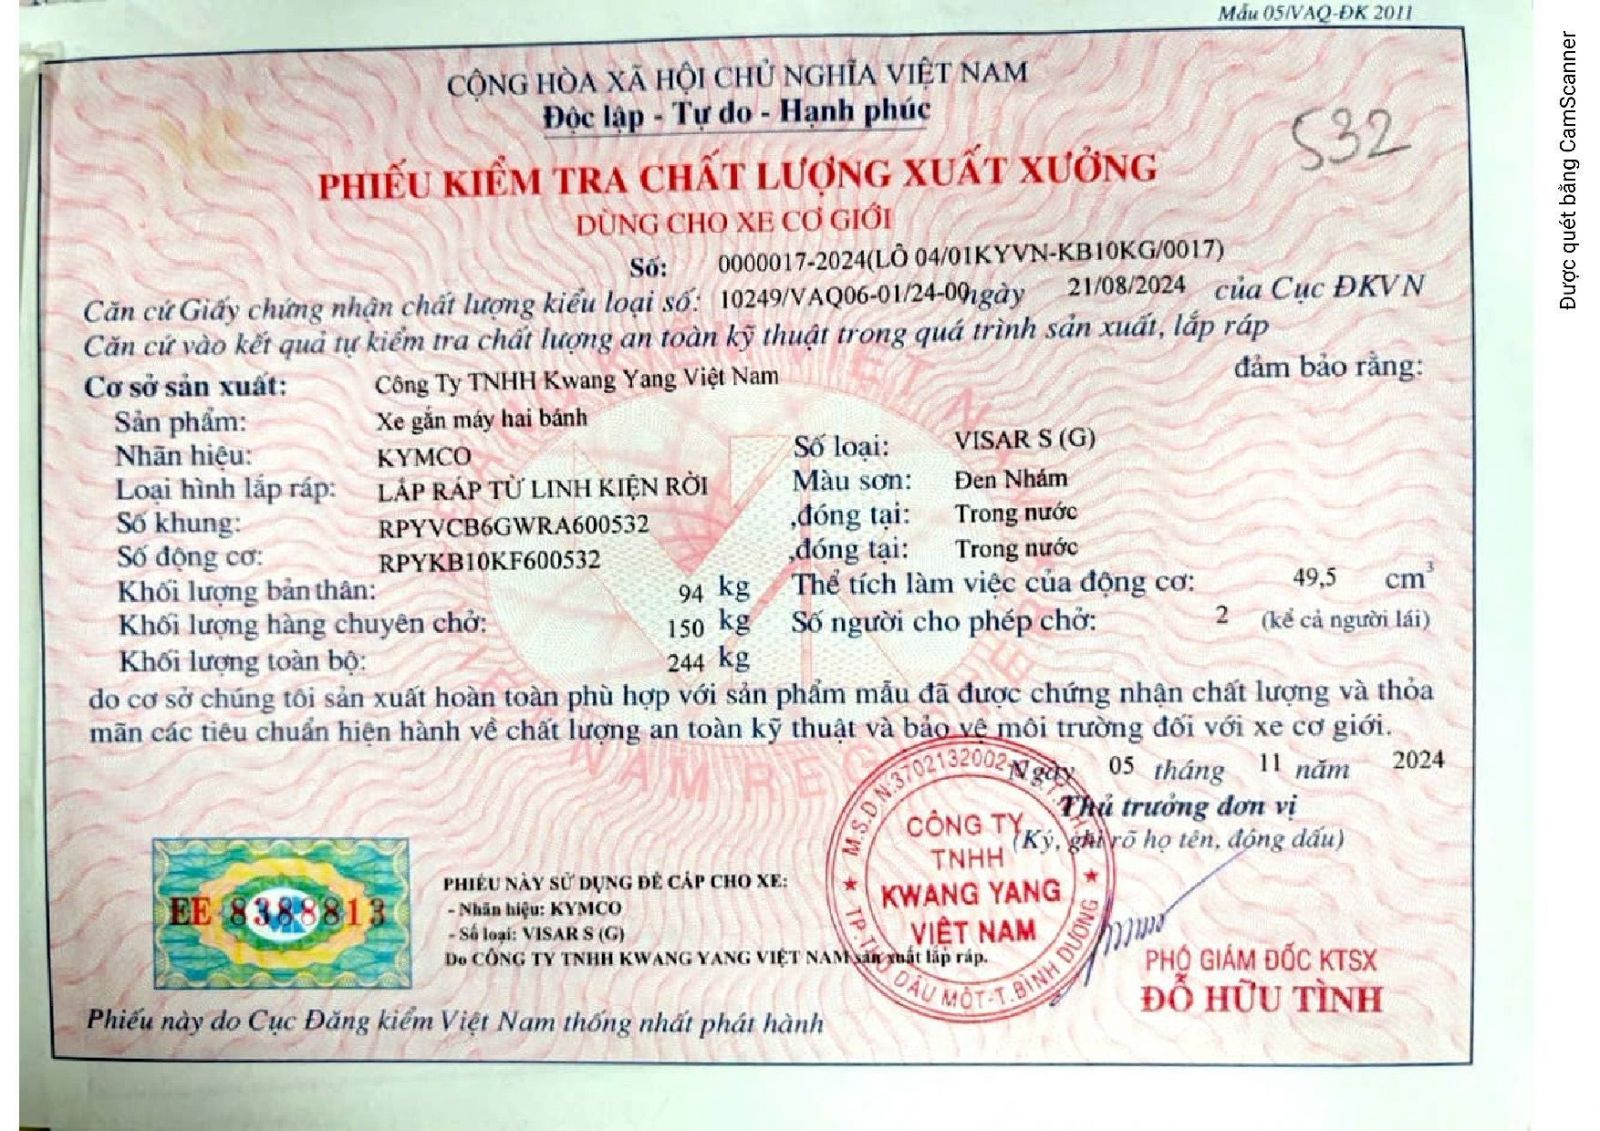 Mẫu 05/VAQ-ĐK 2011
CỘNG HÒA XÃ HỘI CHỦ NGHĨA VIỆT NAM
Độc lập - Tự do - Hạnh phúc
532
PHIẾU KIỂM TRA CHẤT LƯỢNG XUẤT XƯỞNG
DÙNG CHO XE CƠ GIỚI
Số: 0000017-2024(LÔ 04/01KYVN-KB10KG/0017)
Căn cứ Giấy chứng nhận chất lượng kiểu loại số: 10249/VAQ06-01/24-00 ngày 21/08/2024 của Cục ĐKVN
Căn cứ vào kết quả tự kiểm tra chất lượng an toàn kỹ thuật trong quá trình sản xuất, lắp ráp
đảm bảo rằng:
Cơ sở sản xuất: Công Ty TNHH Kwang Yang Việt Nam
Sản phẩm: Xe gắn máy hai bánh
Nhãn hiệu: KYMCO Số loại: VISAR S (G)
Loại hình lắp ráp: LẮP RÁP TỪ LINH KIỆN RỜI Màu sơn: Đen Nhám
Số khung: RPYVCB6GWRA600532 ,đóng tại: Trong nước
Số động cơ: RPYKB10KF600532 ,đóng tại: Trong nước
Khối lượng bản thân: 94 kg Thể tích làm việc của động cơ: 49,5 cm³
Khối lượng hàng chuyên chở: 150 kg Số người cho phép chở: 2 (kể cả người lái)
Khối lượng toàn bộ: 244 kg
do cơ sở chúng tôi sản xuất hoàn toàn phù hợp với sản phẩm mẫu đã được chứng nhận chất lượng và thỏa
mãn các tiêu chuẩn hiện hành về chất lượng an toàn kỹ thuật và bảo vệ môi trường đối với xe cơ giới.
Ngày 05 tháng 11 năm 2024
Thủ trưởng đơn vị
(Ký, ghi rõ họ tên, đóng dấu)
M.S.D.N:3702132002
CÔNG TY
TNHH
KWANG YANG
VIỆT NAM
TP.THỦ DẦU MỘT-T.BÌNH DƯƠNG
EE 8388813
PHIẾU NÀY SỬ DỤNG ĐỂ CẤP CHO XE:
- Nhãn hiệu: KYMCO
- Số loại: VISAR S (G)
Do CÔNG TY TNHH KWANG YANG VIỆT NAM sản xuất lắp ráp.
PHÓ GIÁM ĐỐC KTSX
ĐỖ HỮU TÌNH
Phiếu này do Cục Đăng kiểm Việt Nam thống nhất phát hành
Được quét bằng CamScanner